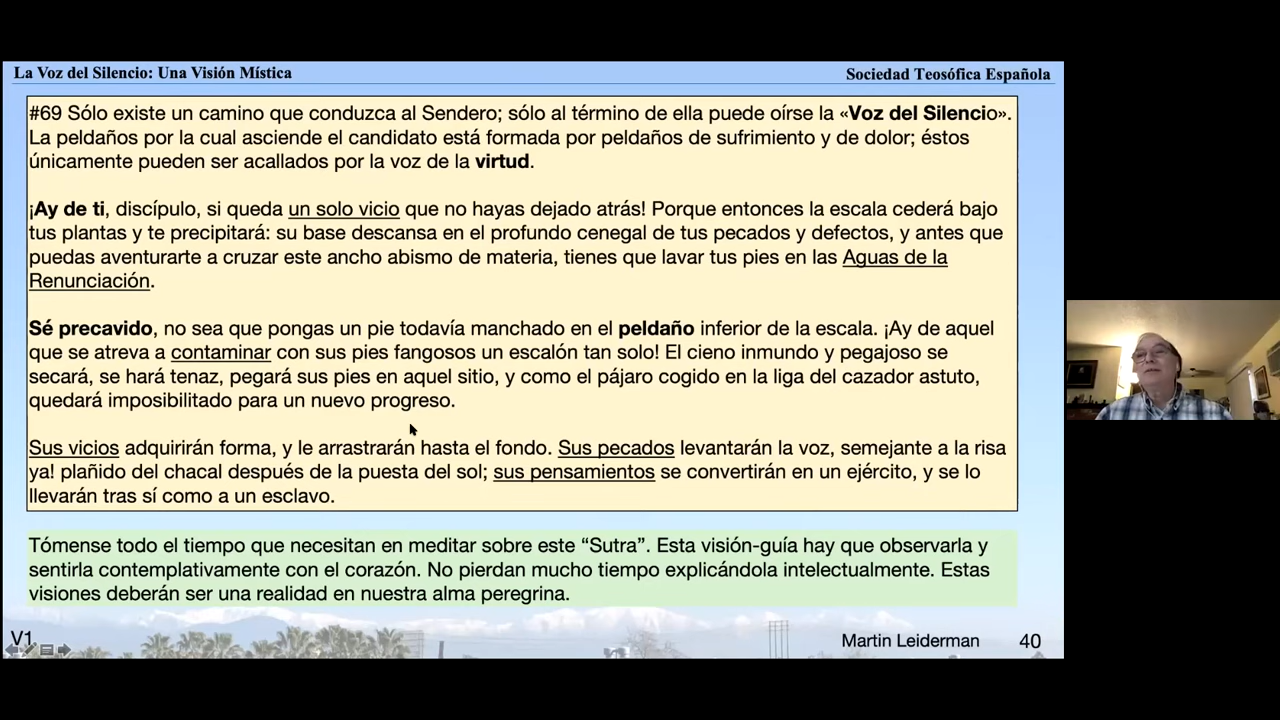 La Voz del Silencio: Una Visión Mística
Sociedad Teosófica Española
#69 Sólo existe un camino que conduzca al Sendero; sólo al término de ella puede oírse la «Voz del Silencio».
La peldaños por la cual asciende el candidato está formada por peldaños de sufrimiento y de dolor; éstos
únicamente pueden ser acallados por la voz de la virtud.
¡Ay de ti, discípulo, si queda un solo vicio que no hayas dejado atrás! Porque entonces la escala cederá bajo
tus plantas y te precipitará: su base descansa en el profundo cenegal de tus pecados y defectos, y antes que
puedas aventurarte a cruzar este ancho abismo de materia, tienes que lavar tus pies en las Aguas de la
Renunciación.
Sé precavido, no sea que pongas un pie todavía manchado en el peldaño inferior de la escala. ¡Ay de aquel
que se atreva a contaminar con sus pies fangosos un escalón tan solo! El cieno inmundo y pegajoso se
secará, se hará tenaz, pegará sus pies en aquel sitio, y como el pájaro cogido en la liga del cazador astuto,
quedará imposibilitado para un nuevo progreso.
Sus vicios adquirirán forma, y le arrastrarán hasta el fondo. Sus pecados levantarán la voz, semejante a la risa
ya! plañido del chacal después de la puesta del sol; sus pensamientos se convertirán en un ejército, y se lo
llevarán tras sí como a un esclavo.
Tómense todo el tiempo que necesitan en meditar sobre este “Sutra”. Esta visión-guía hay que observarla y
sentirla contemplativamente con el corazón. No pierdan mucho tiempo explicándola intelectualmente. Estas
visiones deberán ser una realidad en nuestra alma peregrina.
V1
Martin Leiderman
40